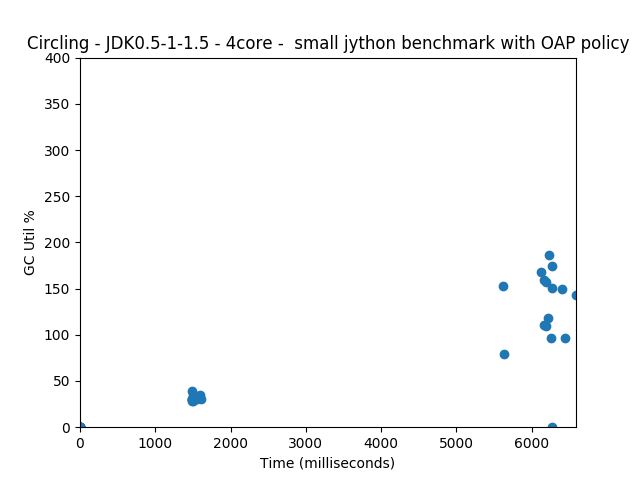 Circling - JDK0.5-1-1.5 - 4core -  small jython benchmark with OAP policy
400
350
300
250
200
150
100
50
0
GC Util %
0 1000 2000 3000 4000 5000 6000
Time (milliseconds)